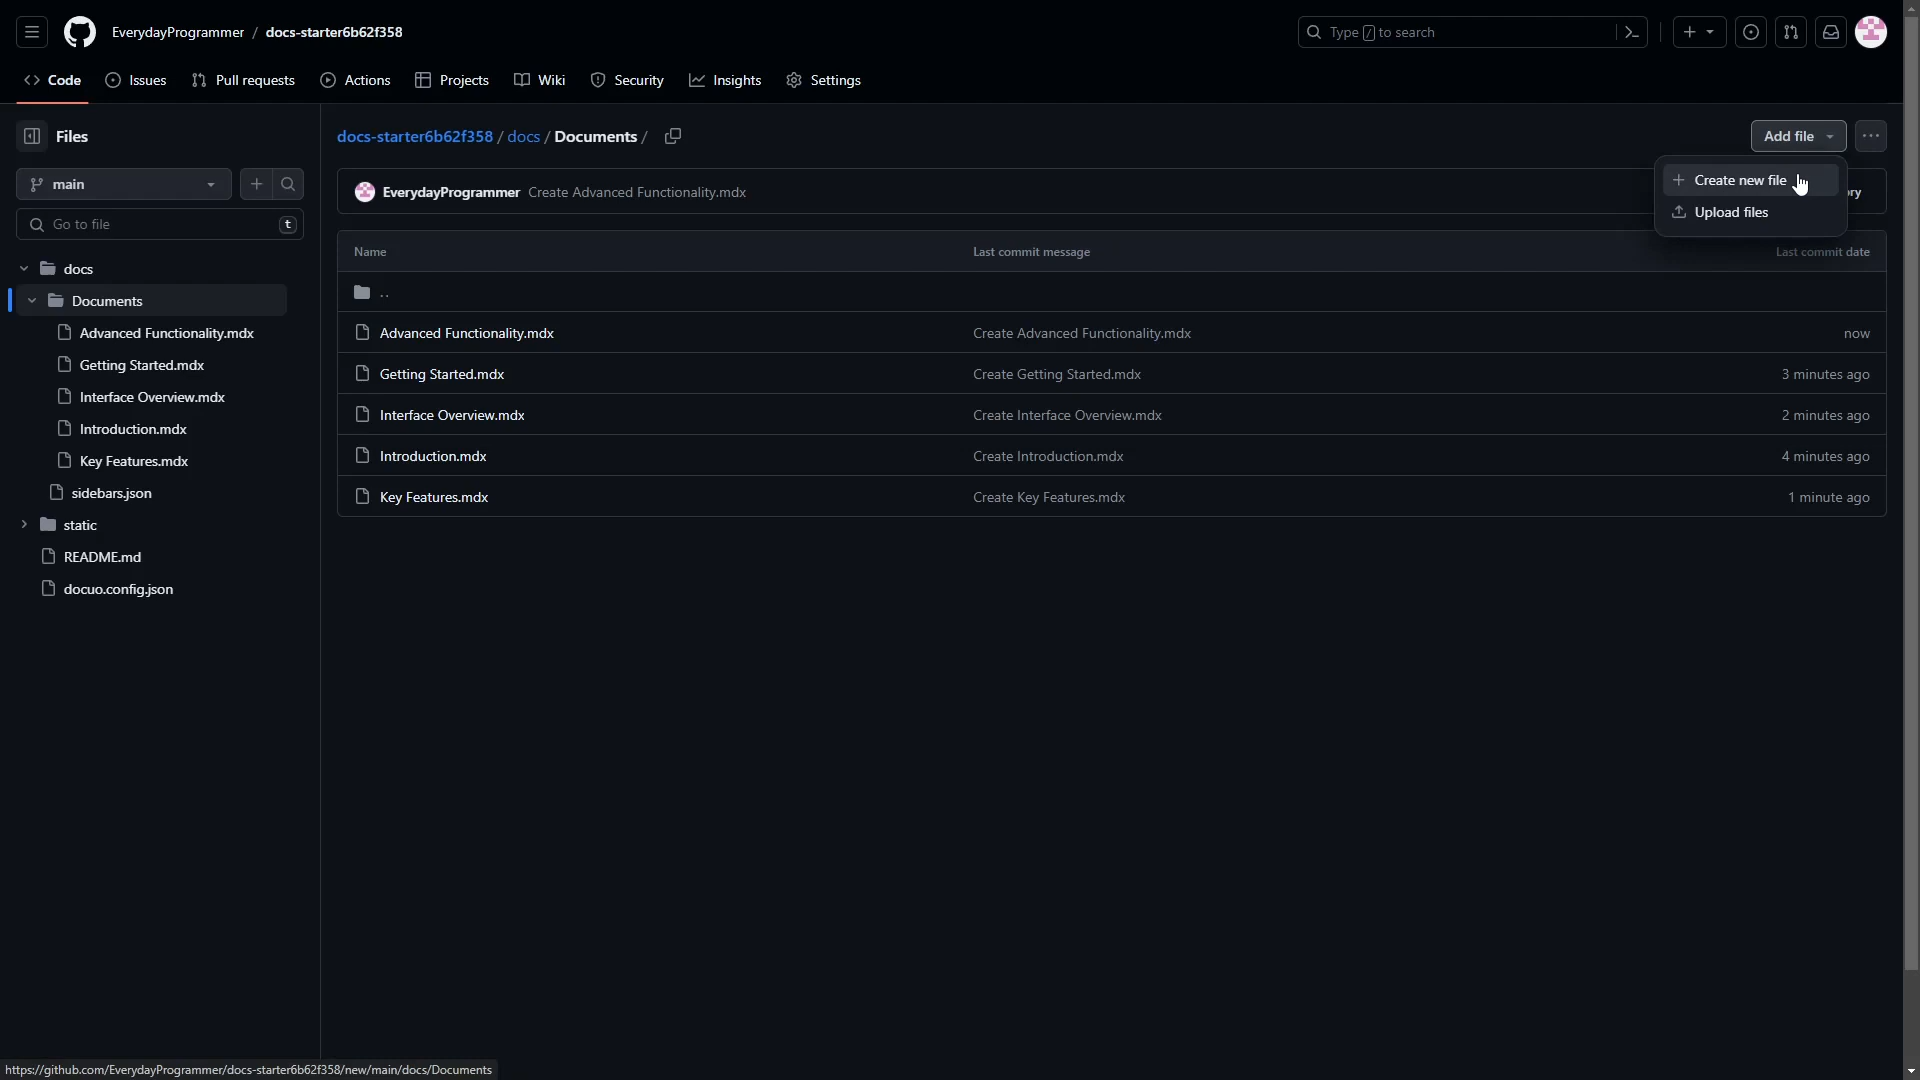 EverydayProgrammer / docs-starter6b62f358
Type / to search
Code Issues Pull requests Actions Projects Wiki Security Insights Settings
Files
docs-starter6b62f358 / docs / Documents /
Add file
main
Create new file
Upload files
EverydayProgrammer Create Advanced Functionality.mdx
ry
Go to file t
Name Last commit message Last commit date
docs
..
Documents
Advanced Functionality.mdx
Getting Started.mdx
Interface Overview.mdx
Introduction.mdx
Key Features.mdx
sidebars.json
static
README.md
docuo.config.json
Advanced Functionality.mdx Create Advanced Functionality.mdx now
Getting Started.mdx Create Getting Started.mdx 3 minutes ago
Interface Overview.mdx Create Interface Overview.mdx 2 minutes ago
Introduction.mdx Create Introduction.mdx 4 minutes ago
Key Features.mdx Create Key Features.mdx 1 minute ago
https://github.com/EverydayProgrammer/docs-starter6b62f358/new/main/docs/Documents